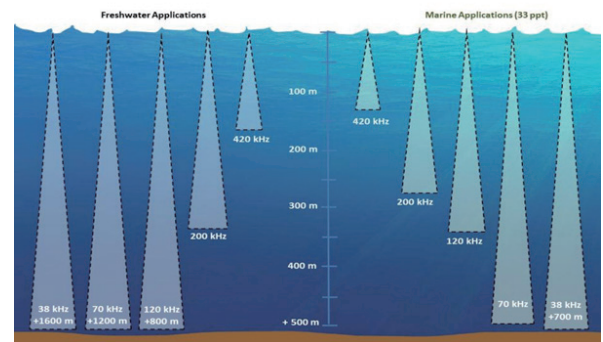 Freshwater Applications
Marine Applications (33 ppt)
100 m
420 kHz
420 kHz
200 m
200 kHz
300 m
200 kHz
120 kHz
400 m
38 kHz
+1600 m
70 kHz
+1200 m
120 kHz
+800 m
+ 500 m
70 kHz
38 kHz
+700 m